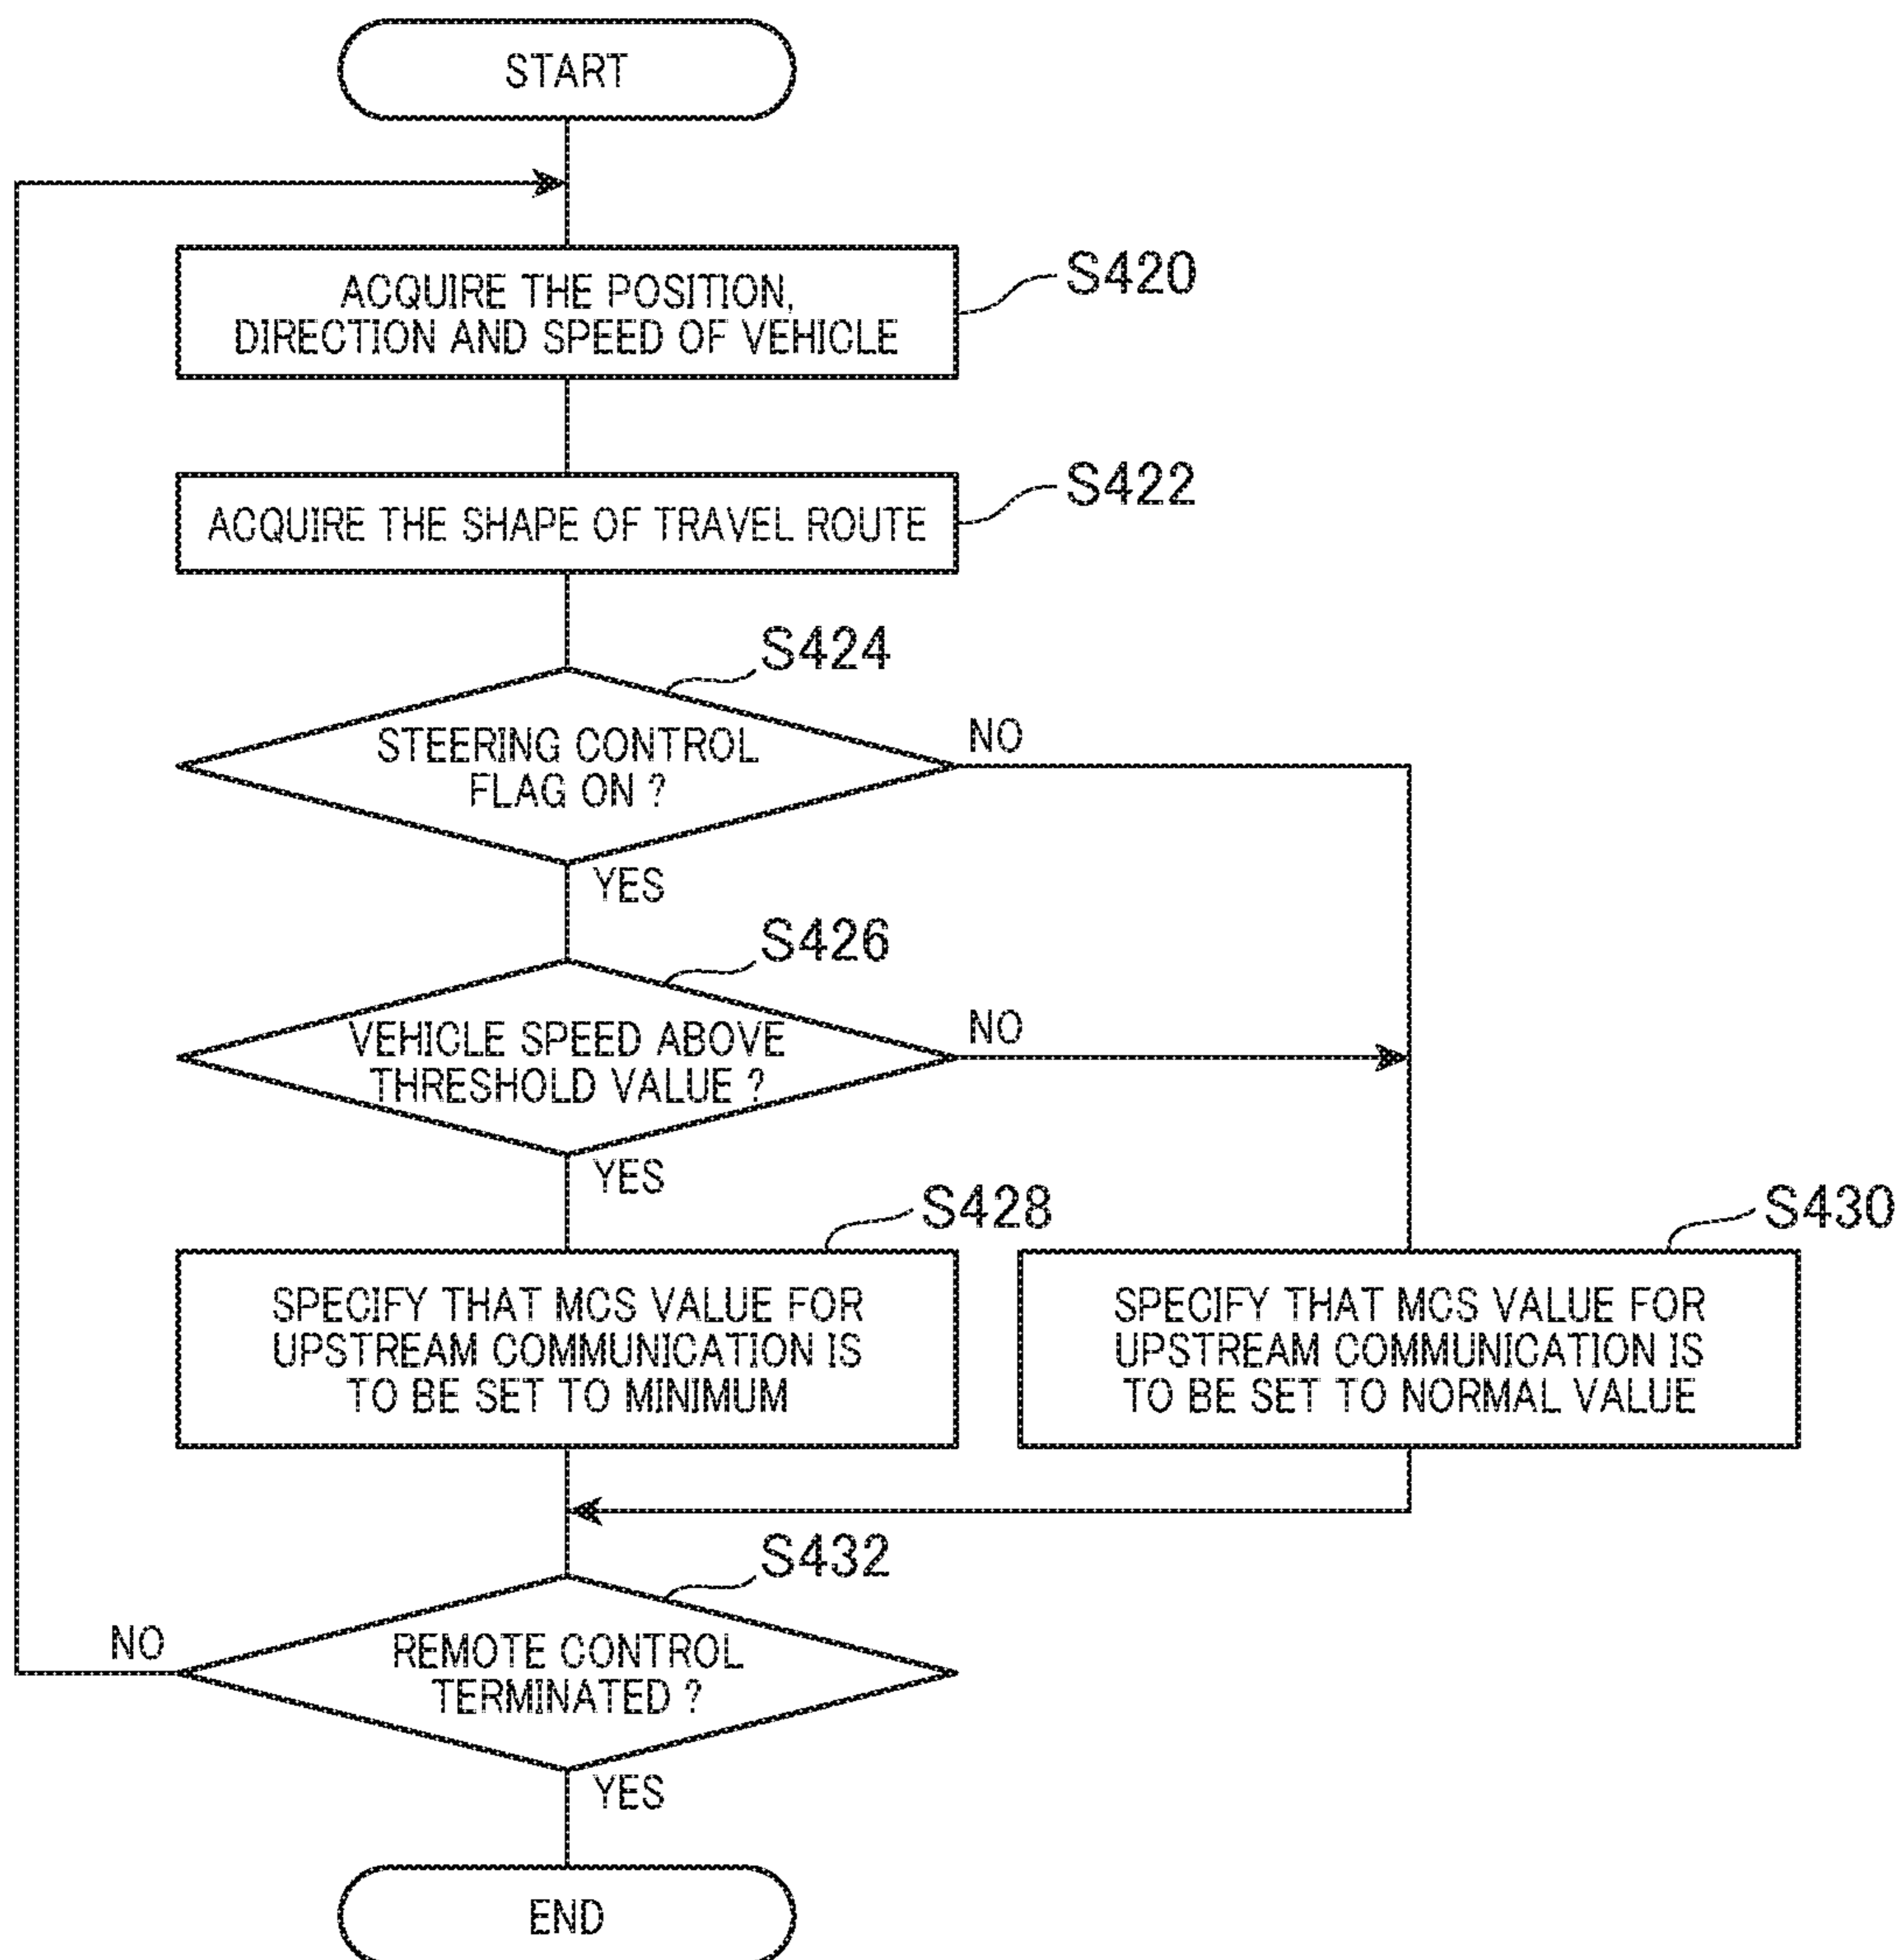 START
ACQUIRE THE POSITION,
DIRECTION AND SPEED OF VEHICLE
S420
ACQUIRE THE SHAPE OF TRAVEL ROUTE
S422
S424
STEERING CONTROL
FLAG ON ?
NO
YES
S426
VEHICLE SPEED ABOVE
THRESHOLD VALUE ?
NO
YES
S428
SPECIFY THAT MCS VALUE FOR
UPSTREAM COMMUNICATION IS
TO BE SET TO MINIMUM
S430
SPECIFY THAT MCS VALUE FOR
UPSTREAM COMMUNICATION IS
TO BE SET TO NORMAL VALUE
S432
REMOTE CONTROL
TERMINATED ?
NO
YES
END